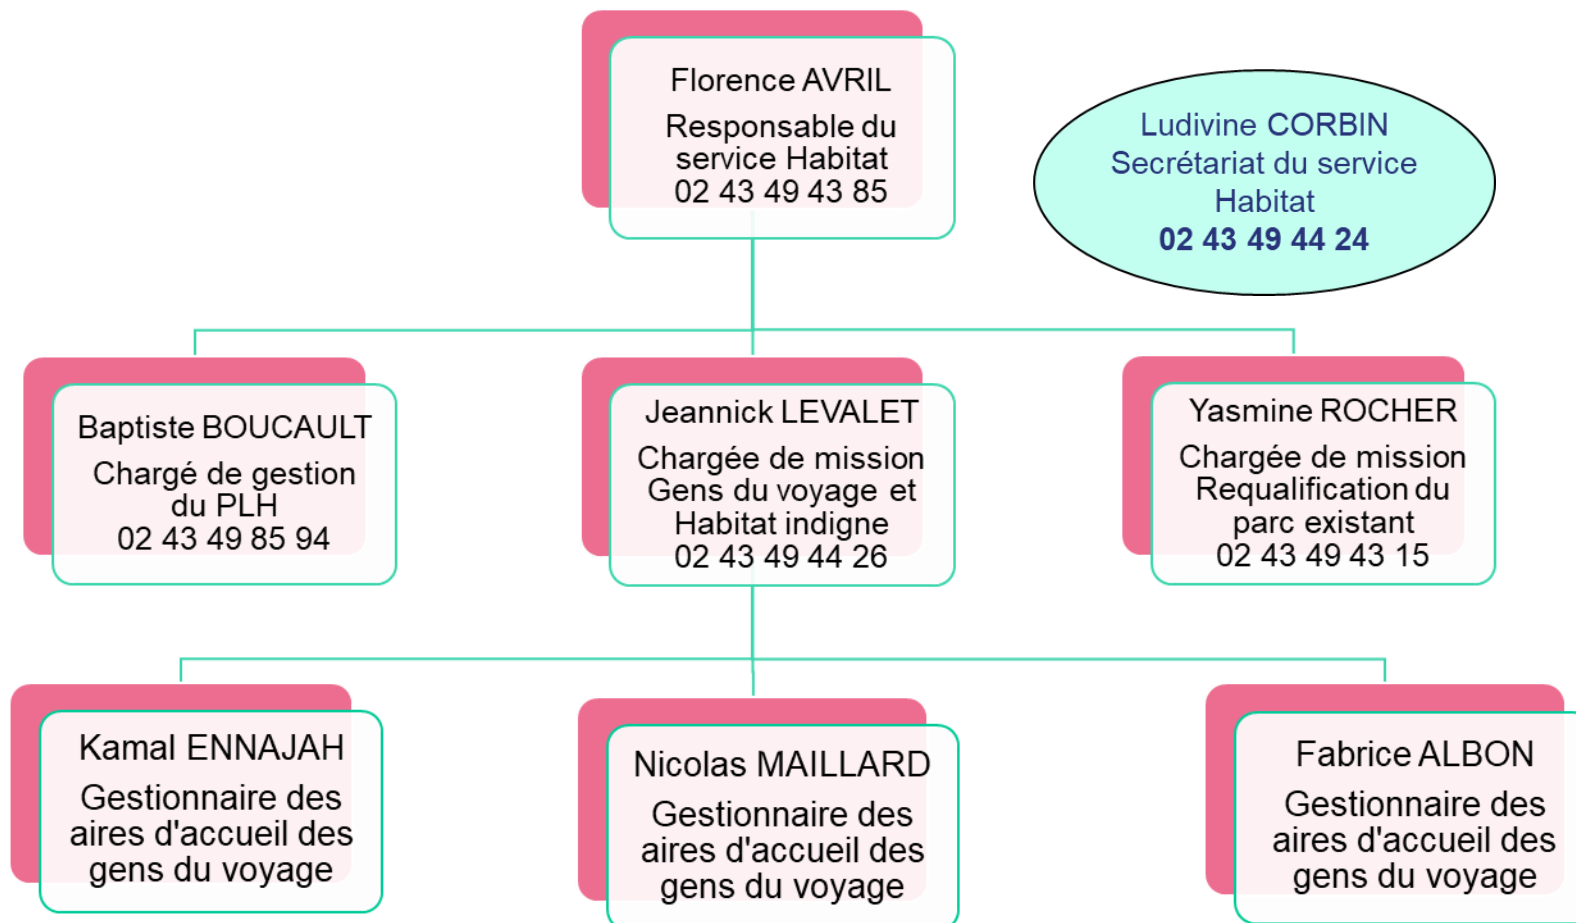 Florence AVRIL
Responsable du
service Habitat
02 43 49 43 85
Ludivine CORBIN
Secrétariat du service
Habitat
02 43 49 44 24
Baptiste BOUCAULT
Chargé de gestion
du PLH
02 43 49 85 94
Jeannick LEVALET
Chargée de mission
Gens du voyage et
Habitat indigne
02 43 49 44 26
Yasmine ROCHER
Chargée de mission
Requalification du
parc existant
02 43 49 43 15
Kamal ENNAJAH
Gestionnaire des
aires d'accueil des
gens du voyage
Nicolas MAILLARD
Gestionnaire des
aires d'accueil des
gens du voyage
Fabrice ALBON
Gestionnaire des
aires d'accueil des
gens du voyage